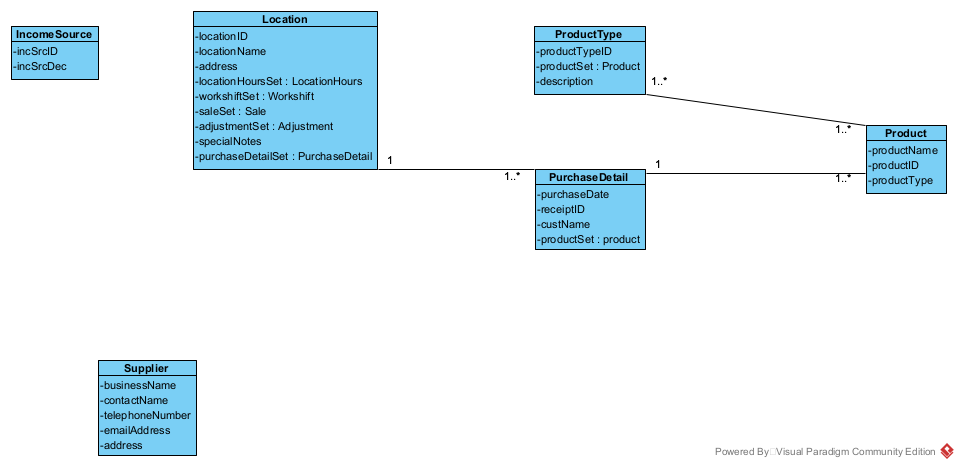 IncomeSource
-incSrcID
-incSrcDec
Location
-locationID
-locationName
-address
-locationHoursSet : LocationHours
-workshiftSet : Workshift
-saleSet : Sale
-adjustmentSet : Adjustment
-specialNotes
-purchaseDetailSet : PurchaseDetail
1
1..*
ProductType
-productTypeID
-productSet : Product
-description
1..*
1..*
Product
-productName
-productID
-productType
PurchaseDetail
-purchaseDate
-receiptID
-custName
-productSet : product
1
1..*
Supplier
-businessName
-contactName
-telephoneNumber
-emailAddress
-address
Powered By Visual Paradigm Community Edition